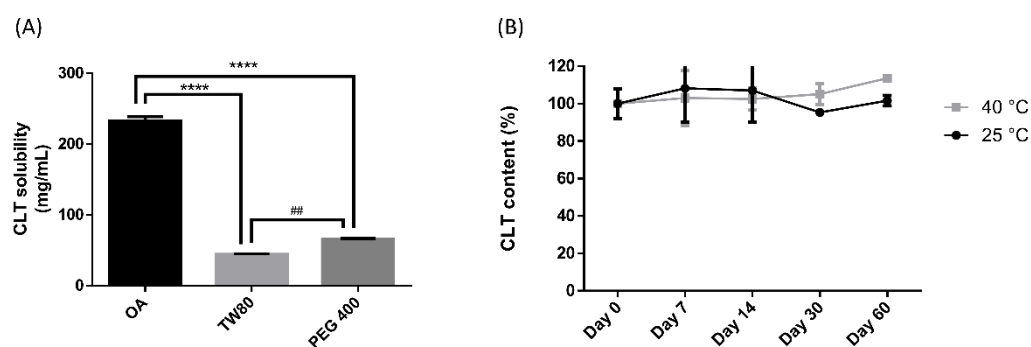 (A)
CLT solubility
(mg/mL)
300
200
100
0
****
****
##
OA
TW80
PEG 400
(B)
CLT content (%)
120
100
80
60
40
20
0
Day 0
Day 7
Day 14
Day 30
Day 60
40 °C
25 °C